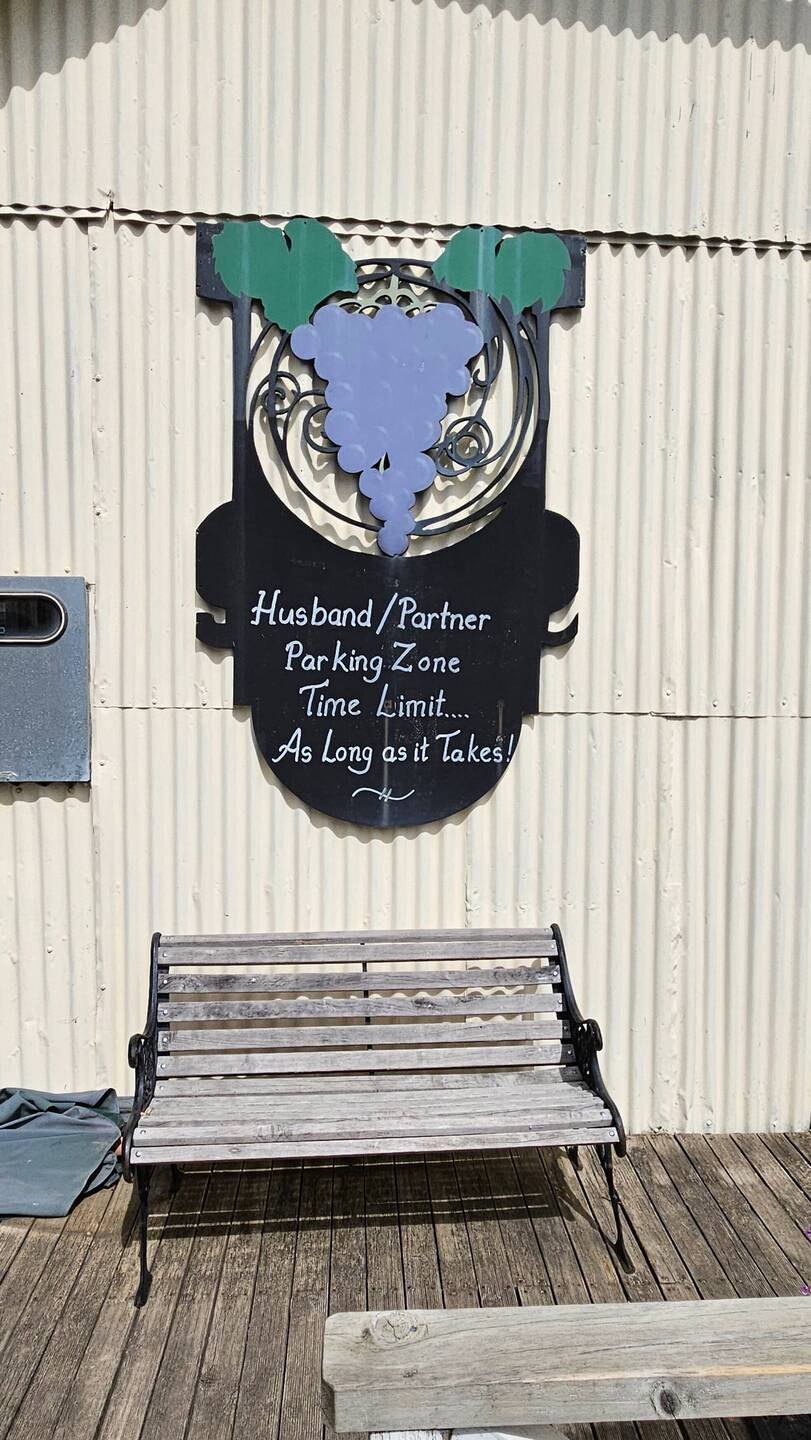 Husband/Partner
Parking Zone
Time Limit....
As Long as it Takes!